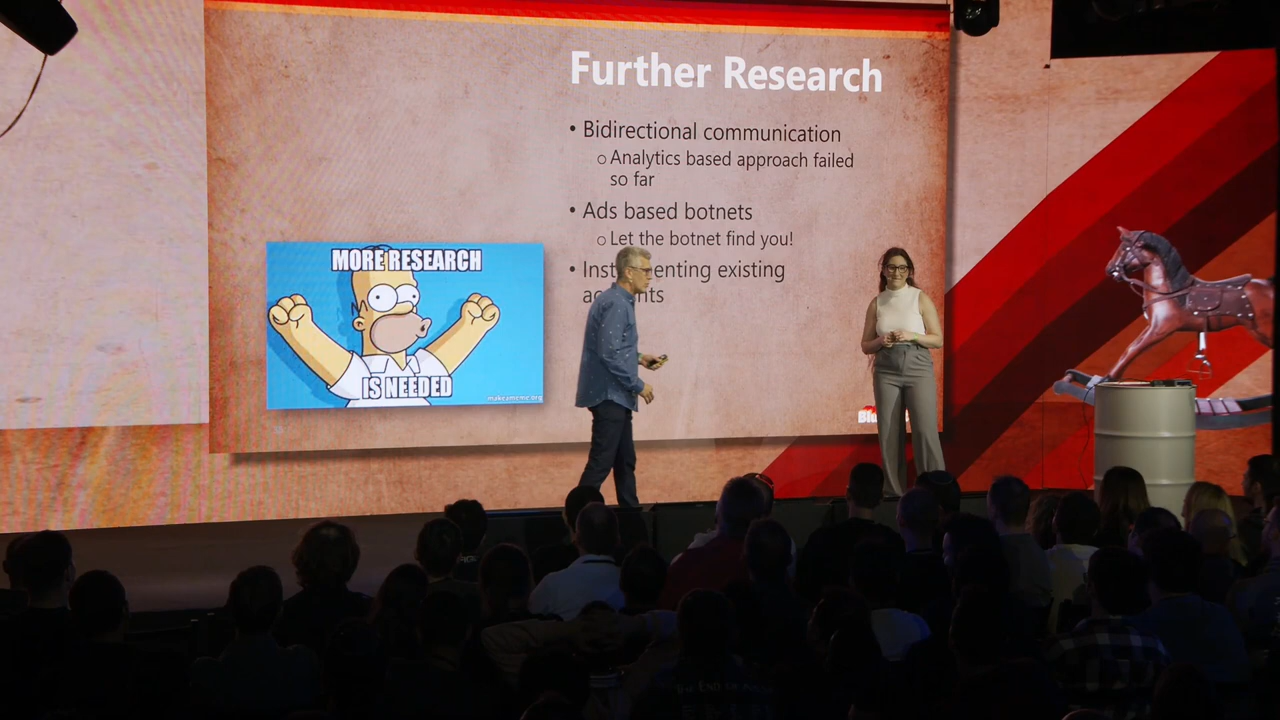 Further Research
• Bidirectional communication
○ Analytics based approach failed
so far
• Ads based botnets
○ Let the botnet find you!
• existing
MORE RESEARCH
IS NEEDED
makeameme.org